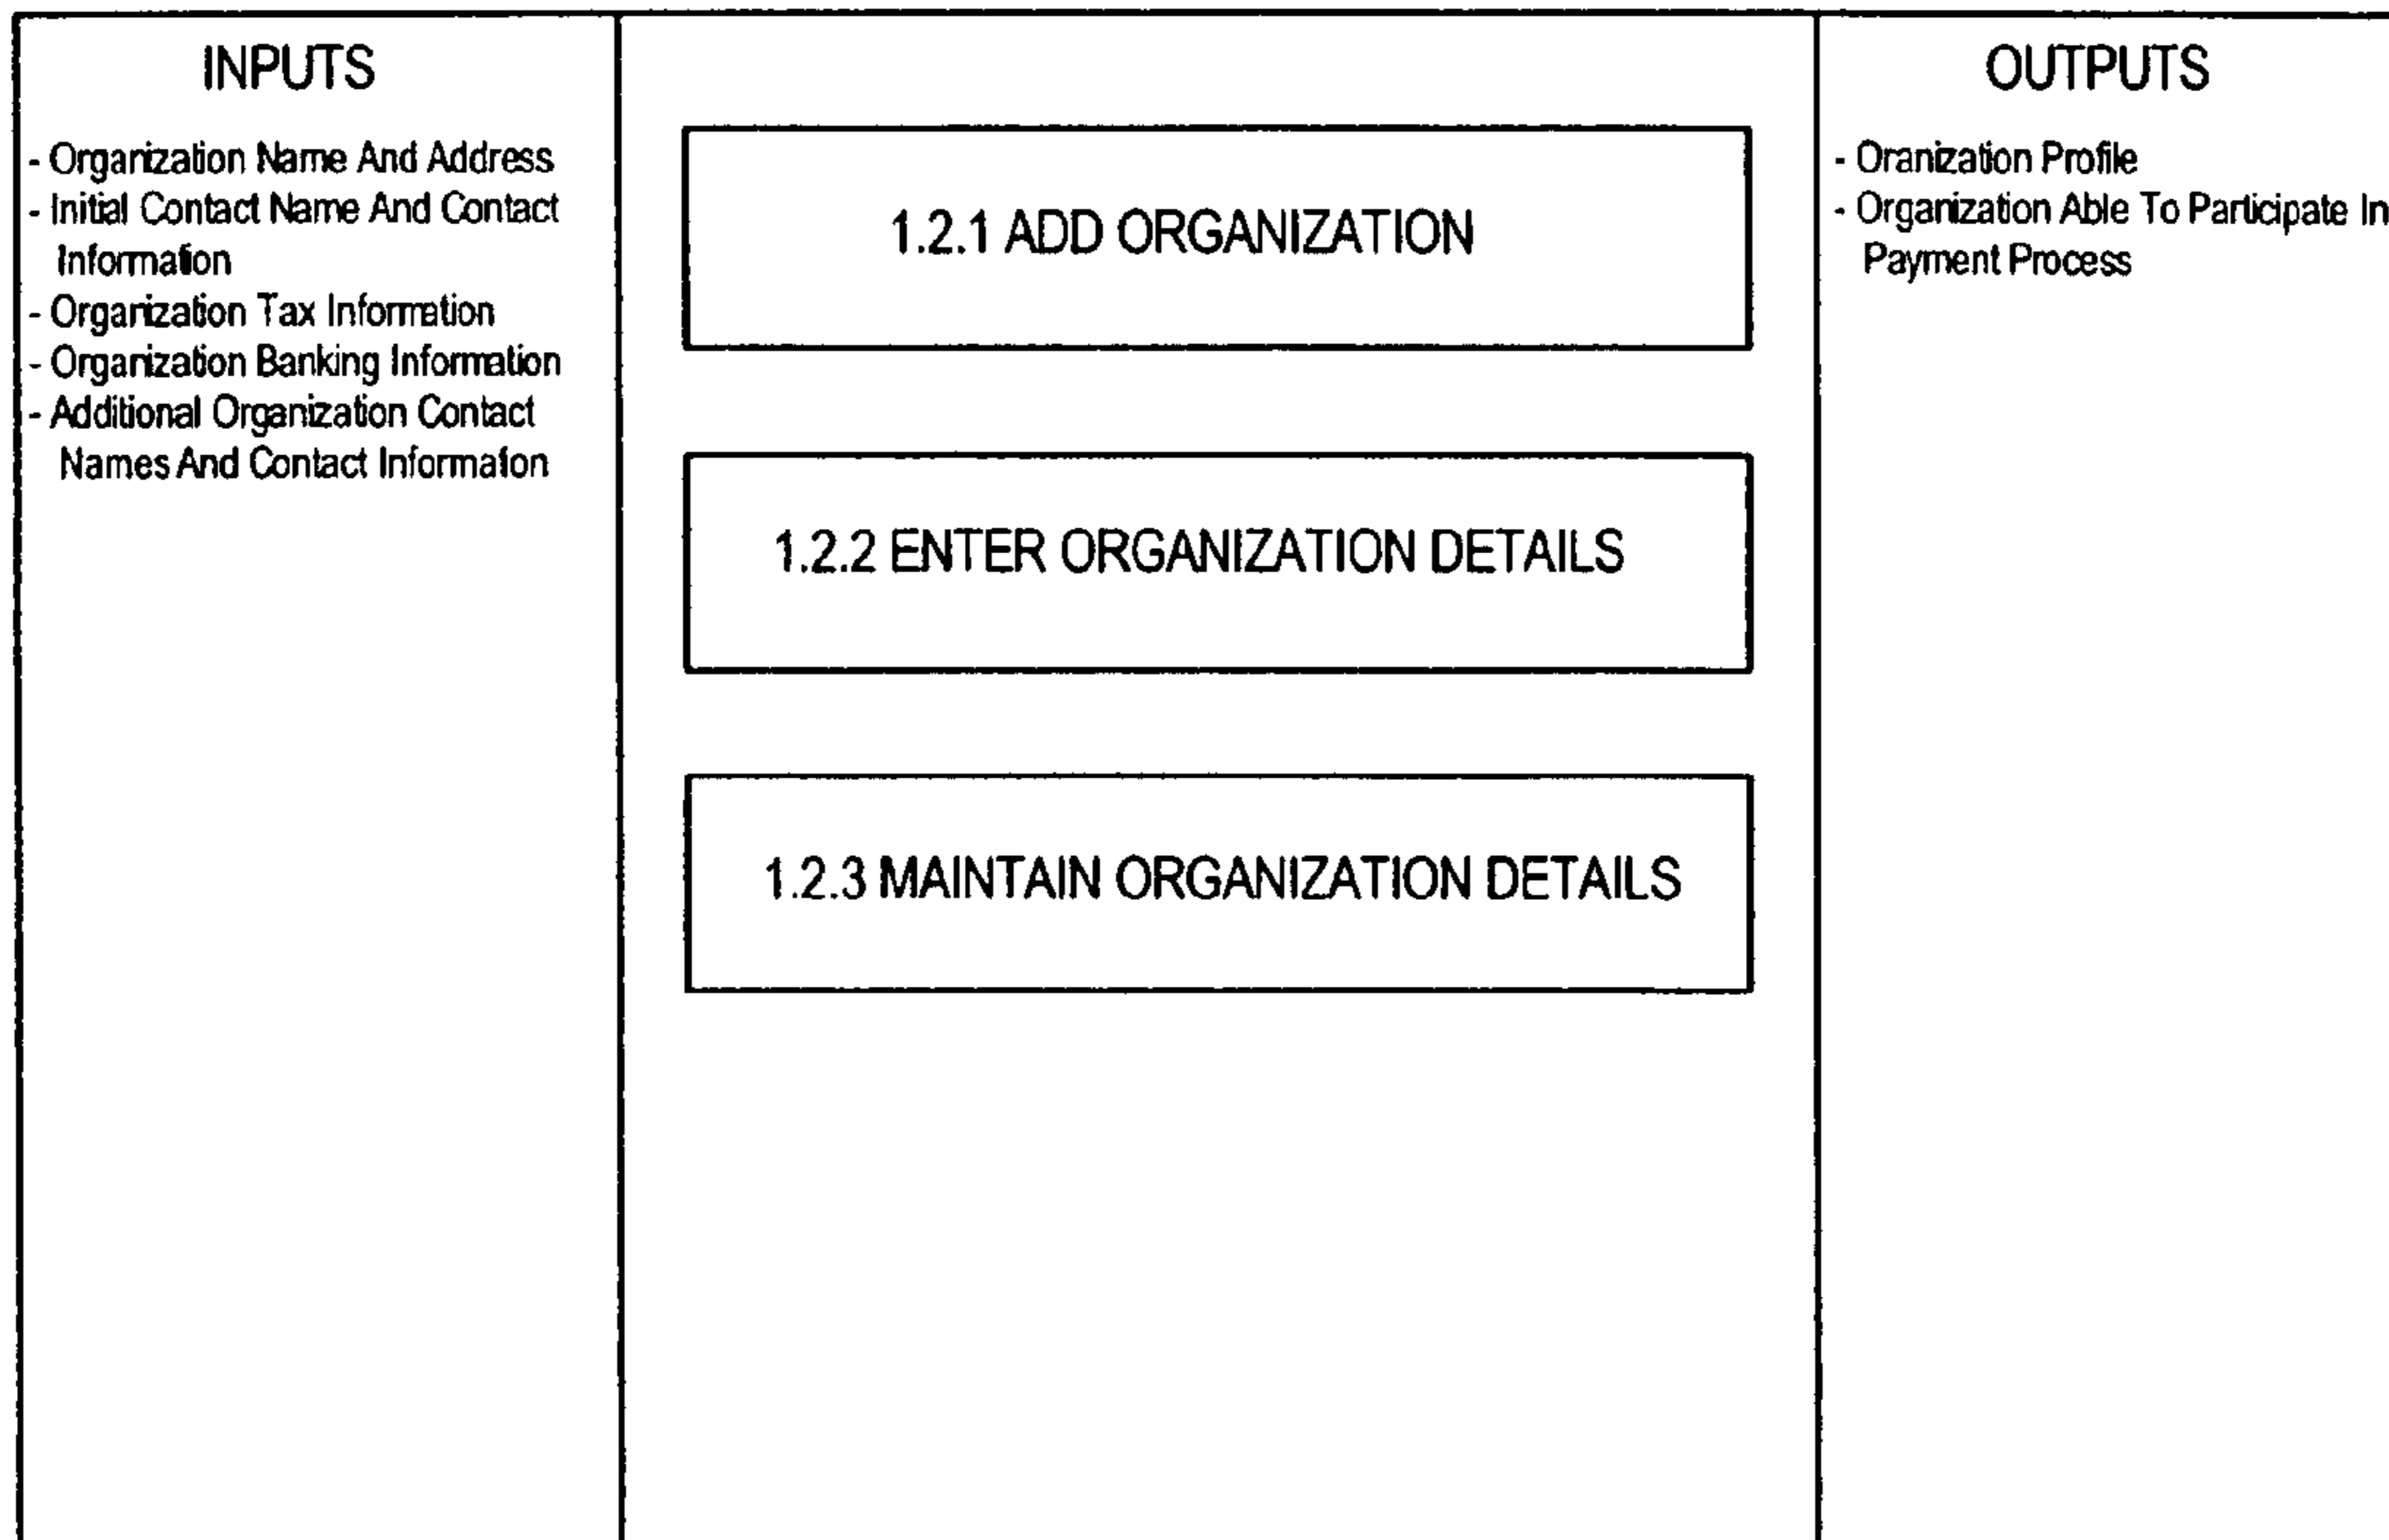 INPUTS
- Organization Name And Address
- Initial Contact Name And Contact
Information
- Organization Tax Information
- Organization Banking Information
- Additional Organization Contact
Names And Contact Informaion
1.2.1 ADD ORGANIZATION
1.2.2 ENTER ORGANIZATION DETAILS
1.2.3 MAINTAIN ORGANIZATION DETAILS
OUTPUTS
- Oranization Profile
- Organization Able To Participate In
Payment Process